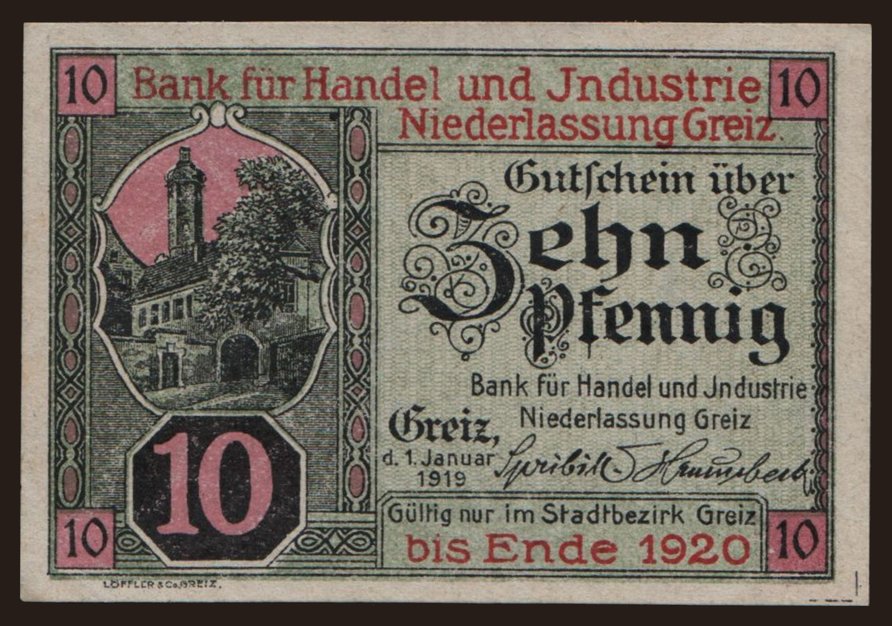 10 Bank für Handel und Jndustrie 10
Niederlassung Greiz.
Gutschein über
Zehn
Pfennig
Bank für Handel und Jndustrie
Niederlassung Greiz
Greiz,
d. 1. Januar
1919
10
Gültig nur im Stadtbezirk Greiz
bis Ende 1920
10
10
LÖFFLER & Co. GREIZ.